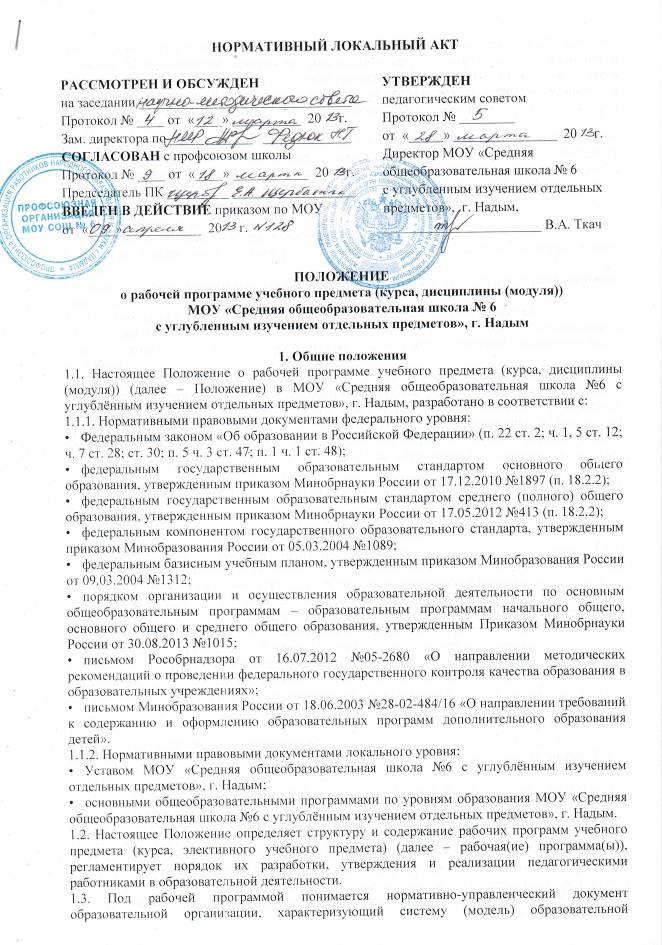 НОРМАТИВНЫЙ ЛОКАЛЬНЫЙ АКТ
РАССМОТРЕН И ОБСУЖДЕН
на заседании научно-методического совета
Протокол № 4 от «12» марта 2013г.
Зам. директора по НМР
СОГЛАСОВАН с профсоюзом школы
Протокол № 9 от «18» марта 2013г.
Председатель ПК Е.А. Щербакова
ВВЕДЕН В ДЕЙСТВИЕ приказом по МОУ
от «09» апреля 2013г. №128
УТВЕРЖДЕН
педагогическим советом
Протокол № 5
от «28» марта 2013г.
Директор МОУ «Средняя
общеобразовательная школа № 6
с углубленным изучением отдельных
предметов», г. Надым,
В.А. Ткач
ПРОФСОЮЗНАЯ
ОРГАНИЗАЦИЯ
МОУ СОШ № 6
ПОЛОЖЕНИЕ
о рабочей программе учебного предмета (курса, дисциплины (модуля))
МОУ «Средняя общеобразовательная школа № 6
с углубленным изучением отдельных предметов», г. Надым
1. Общие положения
1.1. Настоящее Положение о рабочей программе учебного предмета (курса, дисциплины
(модуля)) (далее – Положение) в МОУ «Средняя общеобразовательная школа №6 с
углублённым изучением отдельных предметов», г. Надым, разработано в соответствии с:
1.1.1. Нормативными правовыми документами федерального уровня:
• Федеральным законом «Об образовании в Российской Федерации» (п. 22 ст. 2; ч. 1, 5 ст. 12;
ч. 7 ст. 28; ст. 30; п. 5 ч. 3 ст. 47; п. 1 ч. 1 ст. 48);
• федеральным государственным образовательным стандартом основного общего
образования, утвержденным приказом Минобрнауки России от 17.12.2010 №1897 (п. 18.2.2);
• федеральным государственным образовательным стандартом среднего (полного) общего
образования, утвержденным приказом Минобрнауки России от 17.05.2012 №413 (п. 18.2.2);
• федеральным компонентом государственного образовательного стандарта, утвержденным
приказом Минобразования России от 05.03.2004 №1089;
• федеральным базисным учебным планом, утвержденным приказом Минобразования России
от 09.03.2004 №1312;
• порядком организации и осуществления образовательной деятельности по основным
общеобразовательным программам – образовательным программам начального общего,
основного общего и среднего общего образования, утвержденным Приказом Минобрнауки
России от 30.08.2013 №1015;
• письмом Рособрнадзора от 16.07.2012 №05-2680 «О направлении методических
рекомендаций о проведении федерального государственного контроля качества образования в
образовательных учреждениях»;
• письмом Минобразования России от 18.06.2003 №28-02-484/16 «О направлении требований
к содержанию и оформлению образовательных программ дополнительного образования
детей».
1.1.2. Нормативными правовыми документами локального уровня:
• Уставом МОУ «Средняя общеобразовательная школа №6 с углублённым изучением
отдельных предметов», г. Надым;
• основными общеобразовательными программами по уровням образования МОУ «Средняя
общеобразовательная школа №6 с углублённым изучением отдельных предметов», г. Надым.
1.2. Настоящее Положение определяет структуру и содержание рабочих программ учебного
предмета (курса, элективного учебного предмета) (далее – рабочая(ие) программа(ы)),
регламентирует порядок их разработки, утверждения и реализации педагогическими
работниками в образовательной деятельности.
1.3. Под рабочей программой понимается нормативно-управленческий документ
образовательной организации, характеризующий систему (модель) образовательной